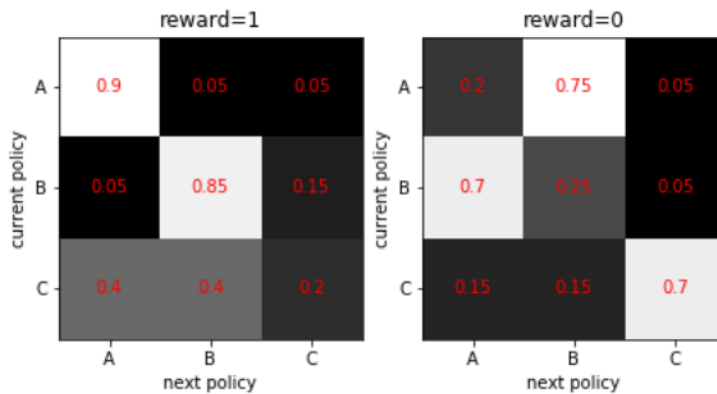 reward=1
A 0.9 0.05 0.05
current policy
B 0.05 0.85 0.15
C 0.4 0.4 0.2
A B C
next policy
reward=0
A 0.2 0.75 0.05
current policy
B 0.7 0.25 0.05
C 0.15 0.15 0.7
A B C
next policy